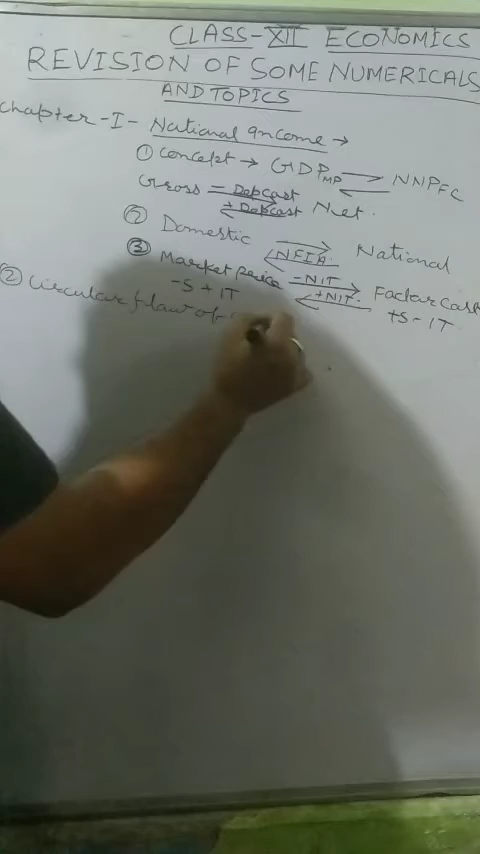 CLASS-XII ECONOMICS
REVISION OF SOME NUMERICALS
AND TOPICS
Chapter-I- National income →
① Concept → GDPMP ⇄ NNPFC
Gross = Depcast
+ Depcast Net.
② Domestic ⇄ NFIA National
③ Market price -NIT → Factor Cost
-S + IT +NIT ← +S - IT
② Circular flow of